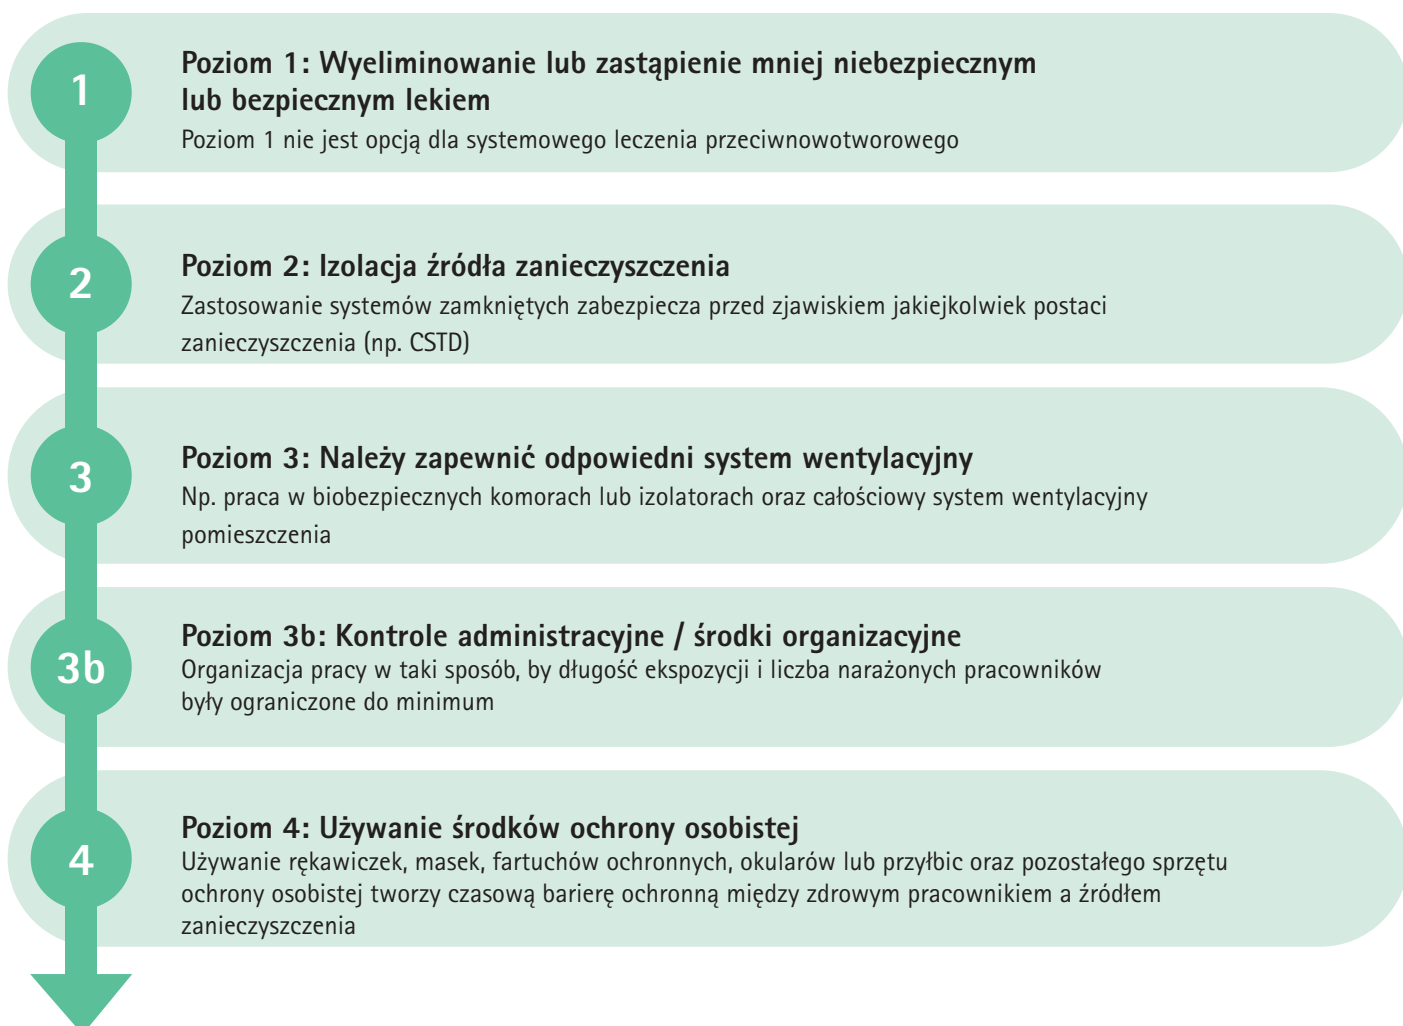 1
Poziom 1: Wyeliminowanie lub zastąpienie mniej niebezpiecznym
lub bezpiecznym lekiem
Poziom 1 nie jest opcją dla systemowego leczenia przeciwnowotworowego
2
Poziom 2: Izolacja źródła zanieczyszczenia
Zastosowanie systemów zamkniętych zabezpiecza przed zjawiskiem jakiejkolwiek postaci
zanieczyszczenia (np. CSTD)
3
Poziom 3: Należy zapewnić odpowiedni system wentylacyjny
Np. praca w biobezpiecznych komorach lub izolatorach oraz całościowy system wentylacyjny
pomieszczenia
3b
Poziom 3b: Kontrole administracyjne / środki organizacyjne
Organizacja pracy w taki sposób, by długość ekspozycji i liczba narażonych pracowników
były ograniczone do minimum
4
Poziom 4: Używanie środków ochrony osobistej
Używanie rękawiczek, masek, fartuchów ochronnych, okularów lub przyłbic oraz pozostałego sprzętu
ochrony osobistej tworzy czasową barierę ochronną między zdrowym pracownikiem a źródłem
zanieczyszczenia